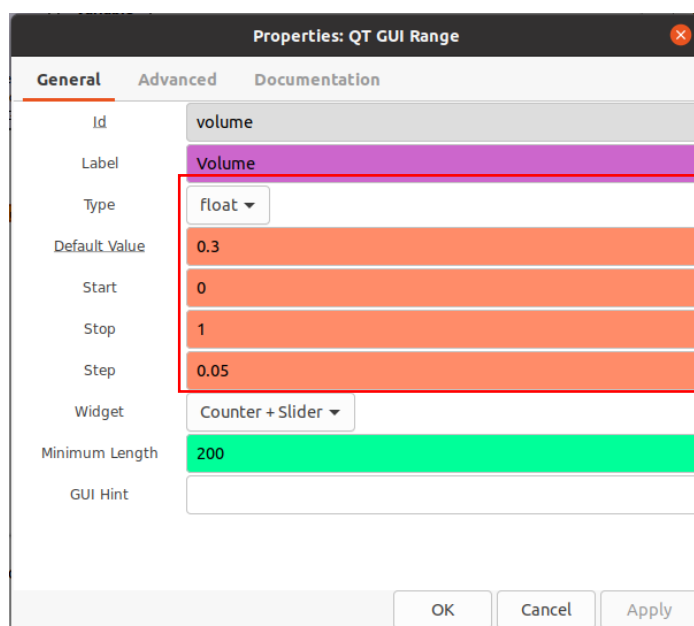 Properties: QT GUI Range
General Advanced Documentation
Id volume
Label Volume
Type float
Default Value 0.3
Start 0
Stop 1
Step 0.05
Widget Counter + Slider
Minimum Length 200
GUI Hint
OK Cancel Apply